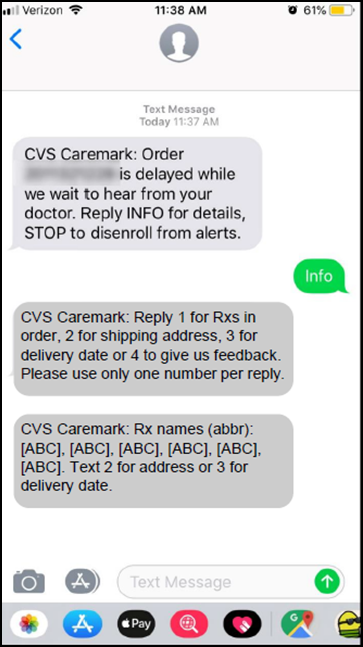 Verizon 11:38 AM 61%
Text Message
Today 11:37 AM
CVS Caremark: Order
is delayed while
we wait to hear from your
doctor. Reply INFO for details,
STOP to disenroll from alerts.
Info
CVS Caremark: Reply 1 for Rxs in
order, 2 for shipping address, 3 for
delivery date or 4 to give us feedback.
Please use only one number per reply.
CVS Caremark: Rx names (abbr):
[ABC], [ABC], [ABC], [ABC], [ABC],
[ABC]. Text 2 for address or 3 for
delivery date.
Text Message
Pay